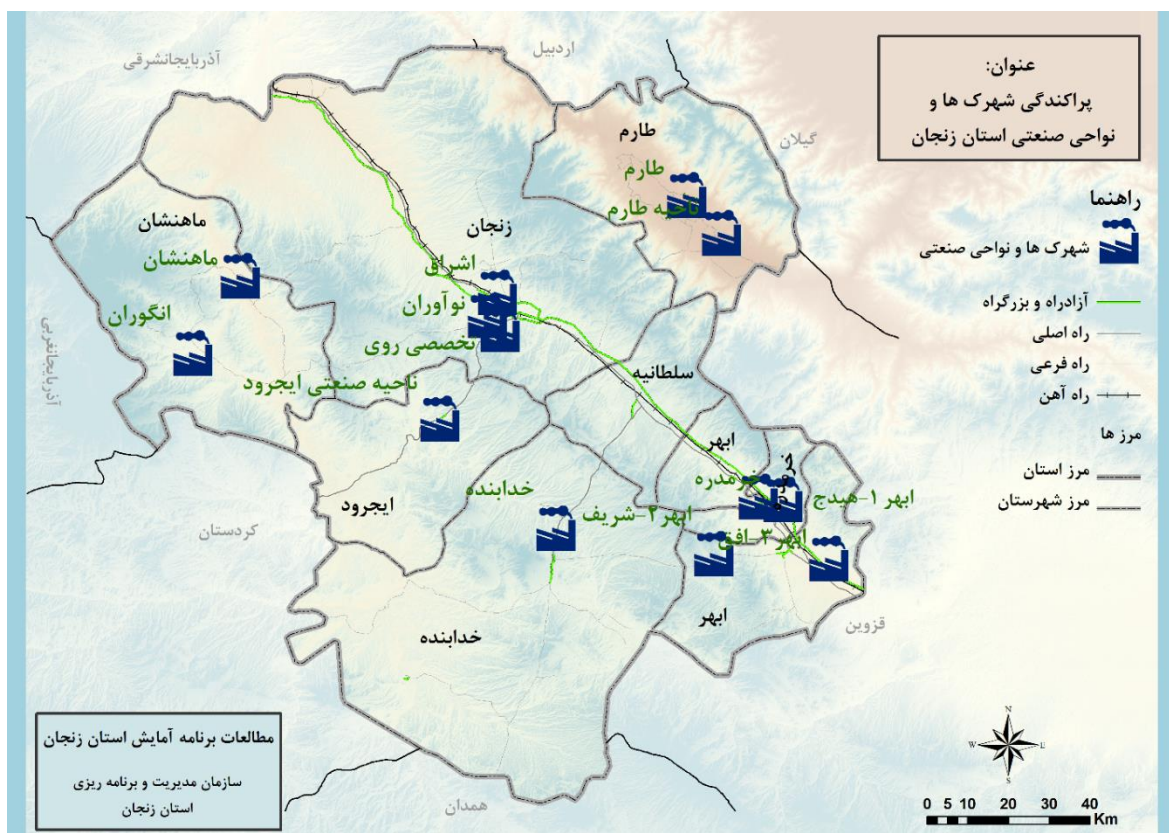 عنوان:
پراکندگی شهرک ها و
نواحی صنعتی استان زنجان
اردبیل
آذربایجانشرقی
گیلان
طارم
طارم
ناحیه طارم
راهنما
شهرک ها و نواحی صنعتی
آزادراه و بزرگراه
راه اصلی
راه فرعی
راه آهن
مرز ها
مرز استان
مرز شهرستان
ماهنشان
ماهنشان
انگوران
زنجان
اشراق
نوآوران
تخصصی روی
آذربایجانغربی
سلطانیه
ناحیه صنعتی ایجرود
ایجرود
ابهر
خرمدره
خرمدره
ابهر ۱-هیدج
خدابنده
ابهر۲-شریف
ابهر ۳-افق
کردستان
خدابنده
ابهر
قزوین
همدان
مطالعات برنامه آمایش استان زنجان
سازمان مدیریت و برنامه ریزی
استان زنجان
N
W E
S
0 5 10 20 30 40
Km